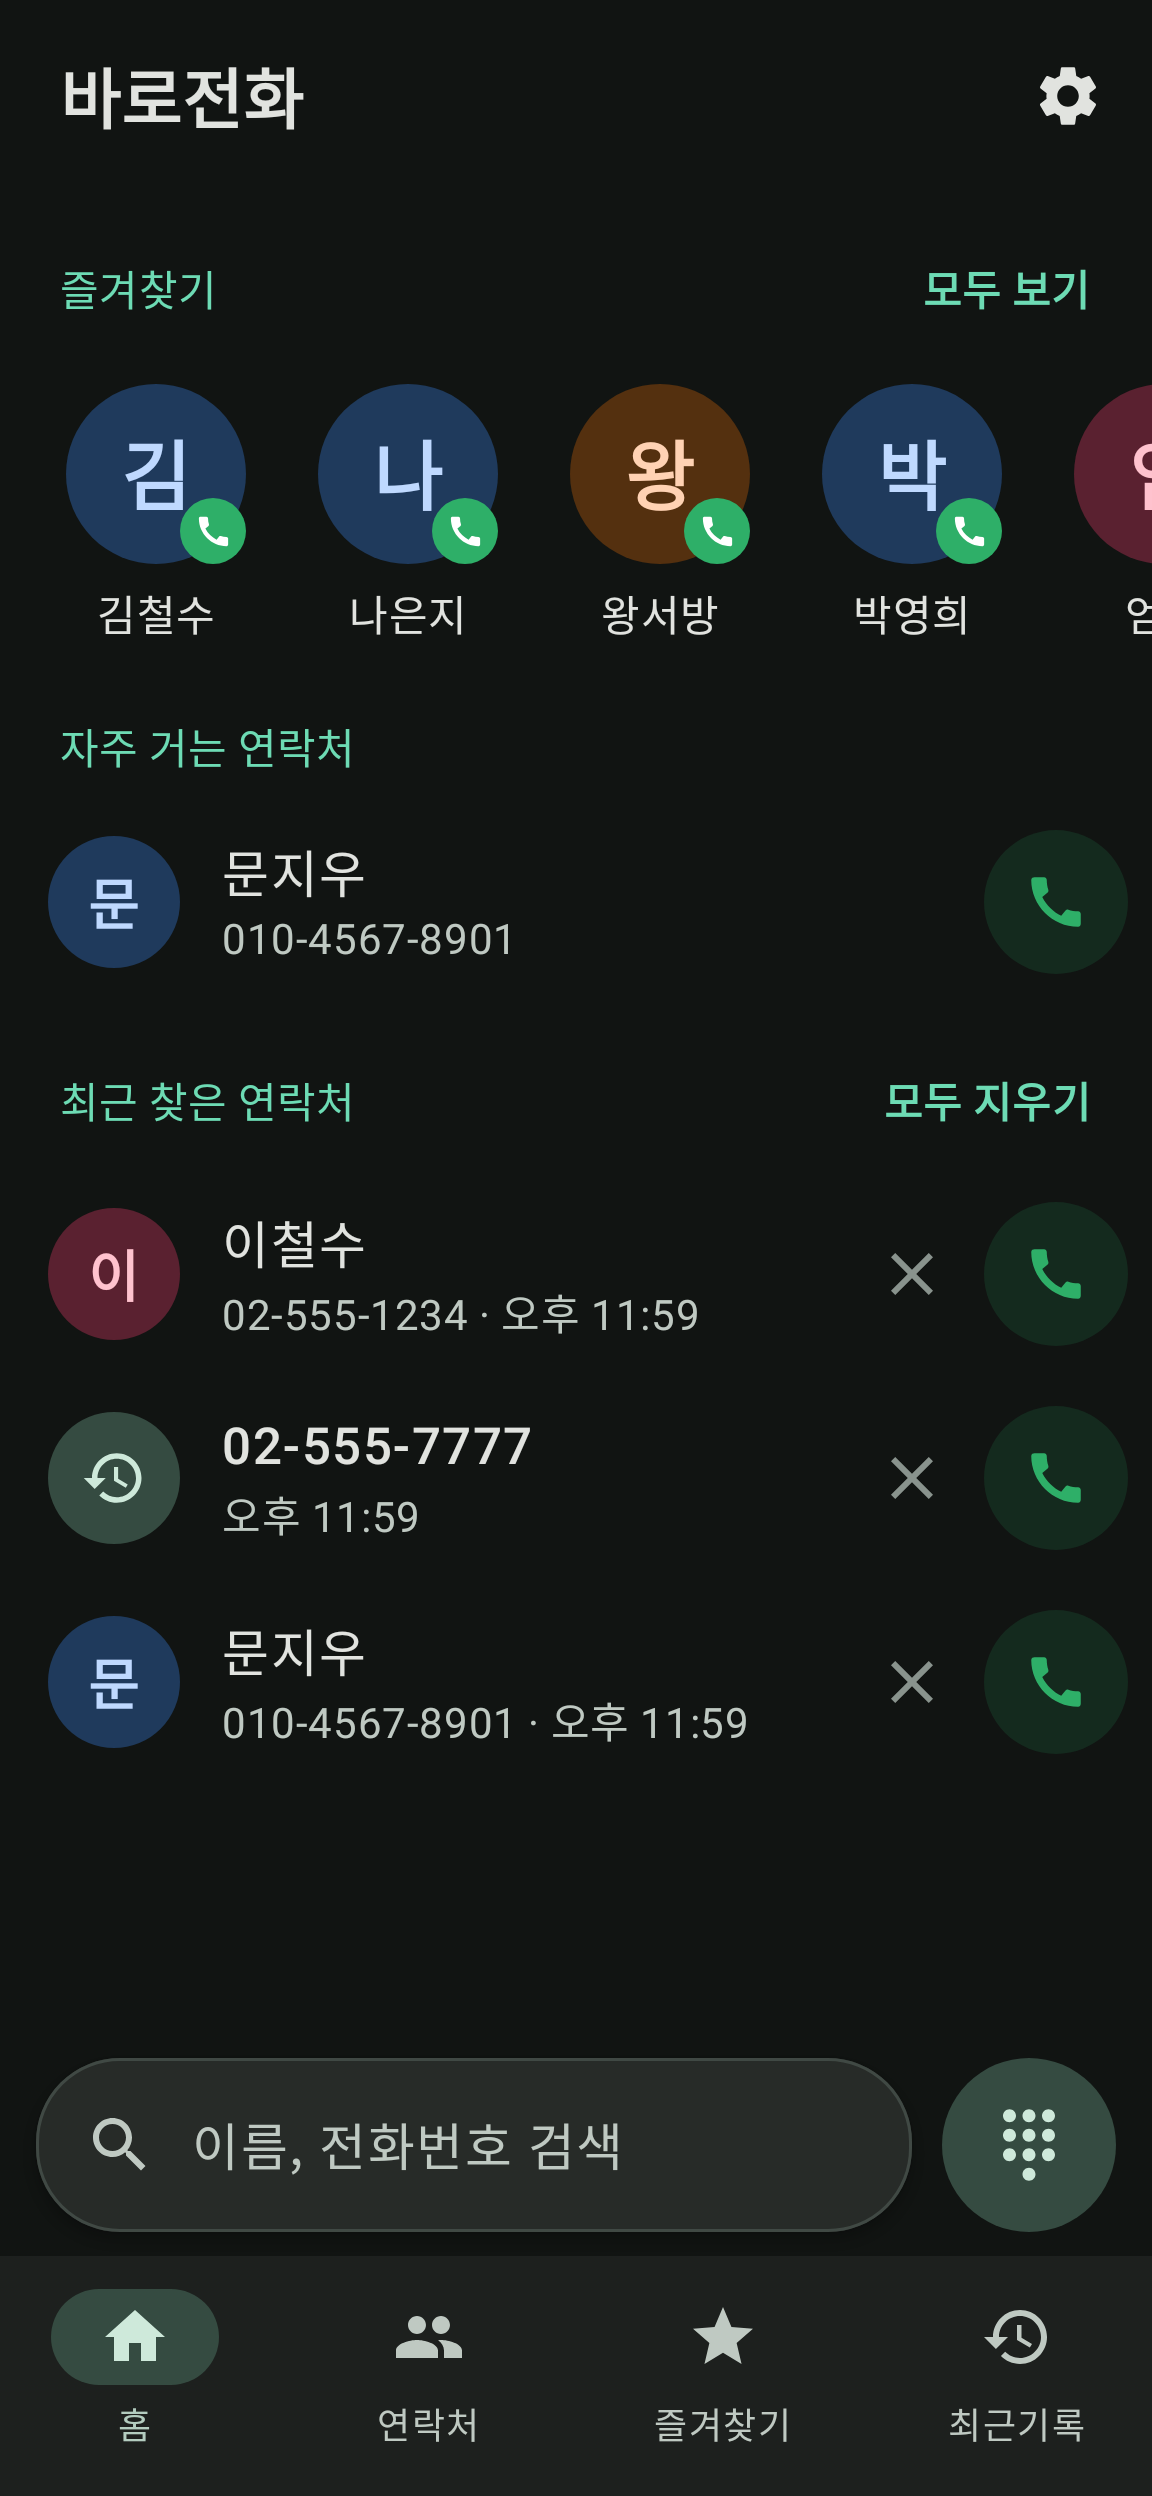 바로전화
즐겨찾기
모두 보기
김
나
왕
박
김철수
나은지
왕서방
박영희
자주 거는 연락처
문
문지우
010-4567-8901
최근 찾은 연락처
모두 지우기
이
이철수
02-555-1234 · 오후 11:59
02-555-7777
오후 11:59
문
문지우
010-4567-8901 · 오후 11:59
이름, 전화번호 검색
홈
연락처
즐겨찾기
최근기록